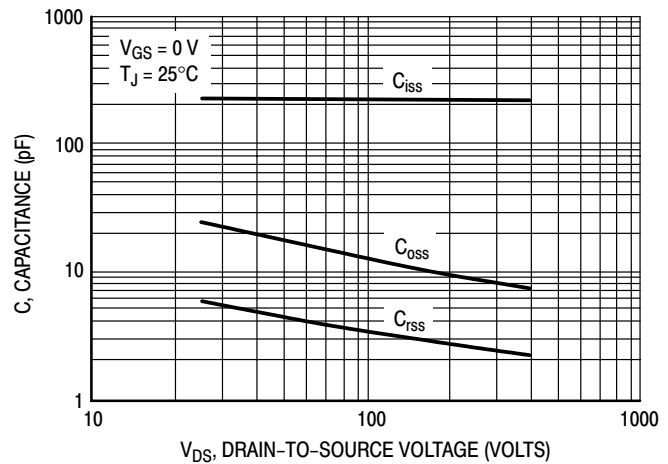 1000
V_GS = 0 V
T_J = 25°C
C_iss
100
C, CAPACITANCE (pF)
C_oss
10
C_rss
1
10
100
1000
V_DS, DRAIN-TO-SOURCE VOLTAGE (VOLTS)